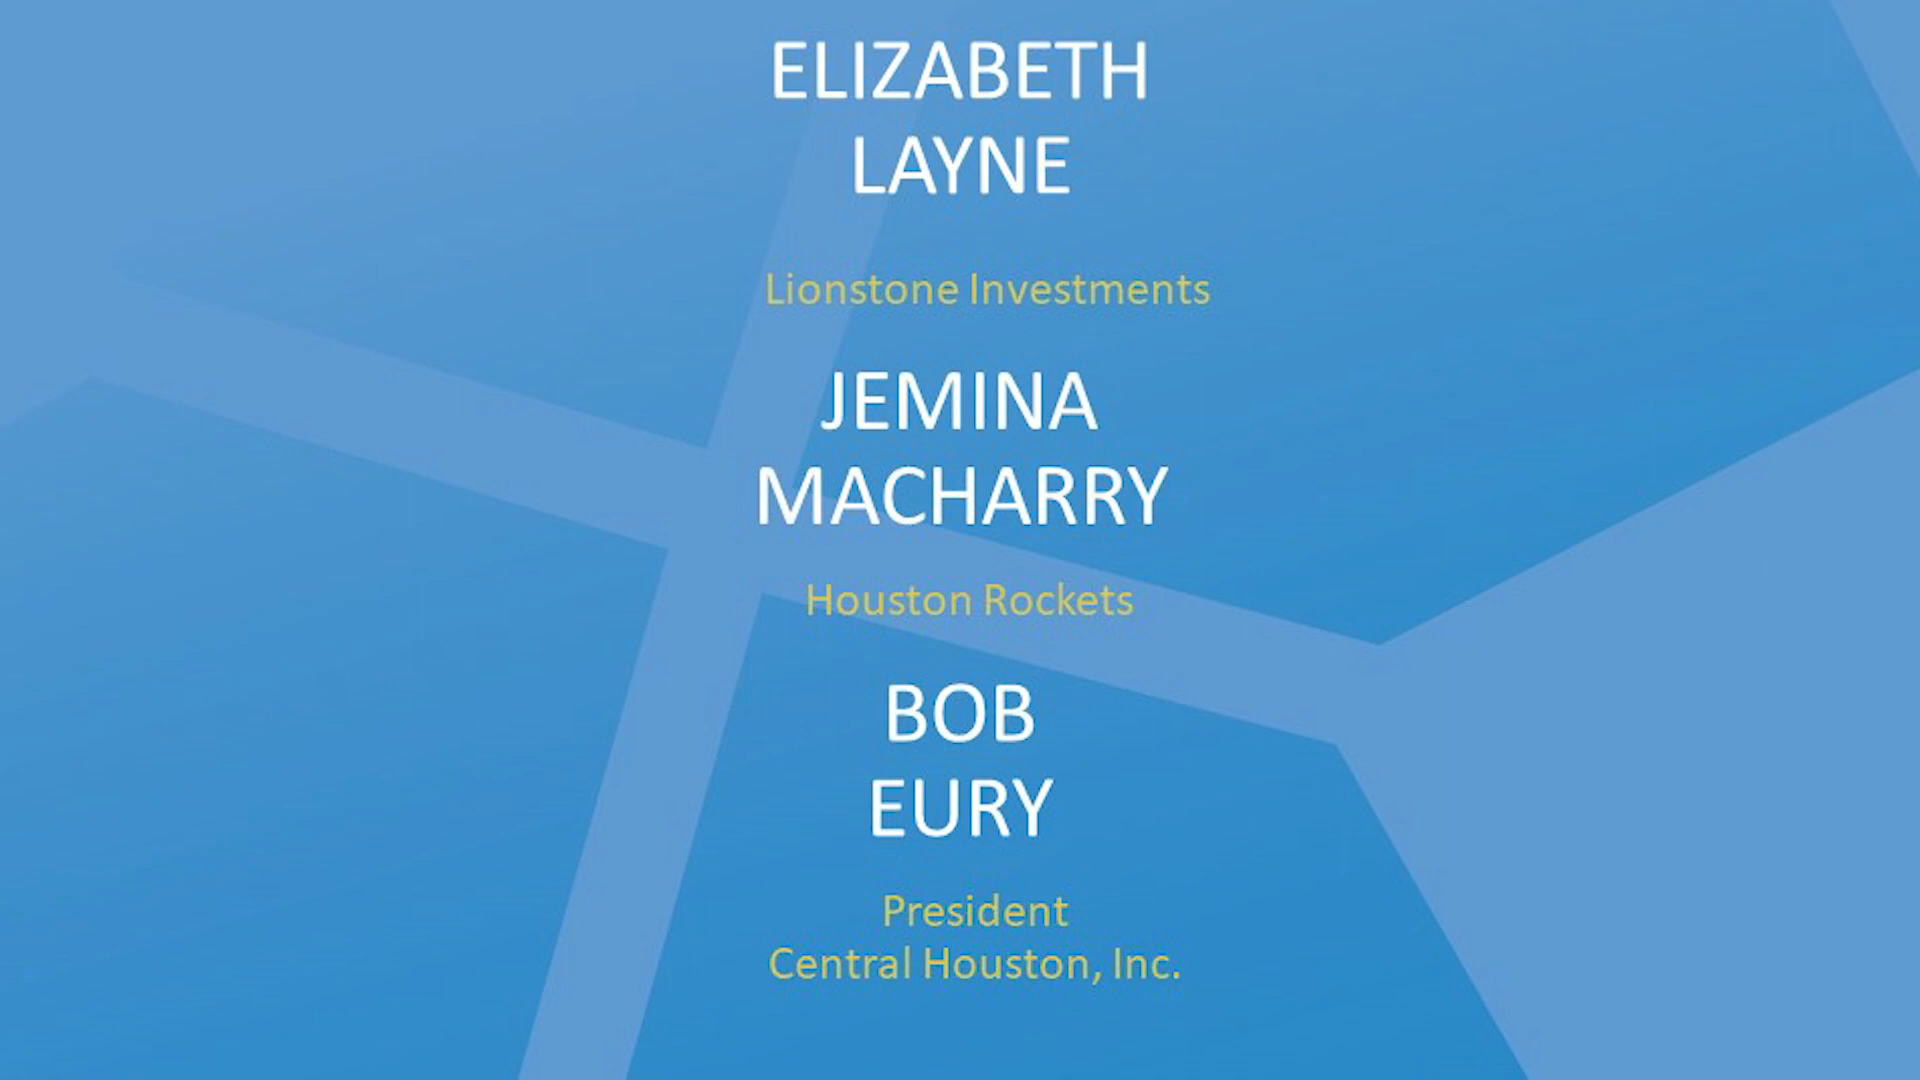 ELIZABETH
LAYNE
Lionstone Investments
JEMINA
MACHARRY
Houston Rockets
BOB
EURY
President
Central Houston, Inc.